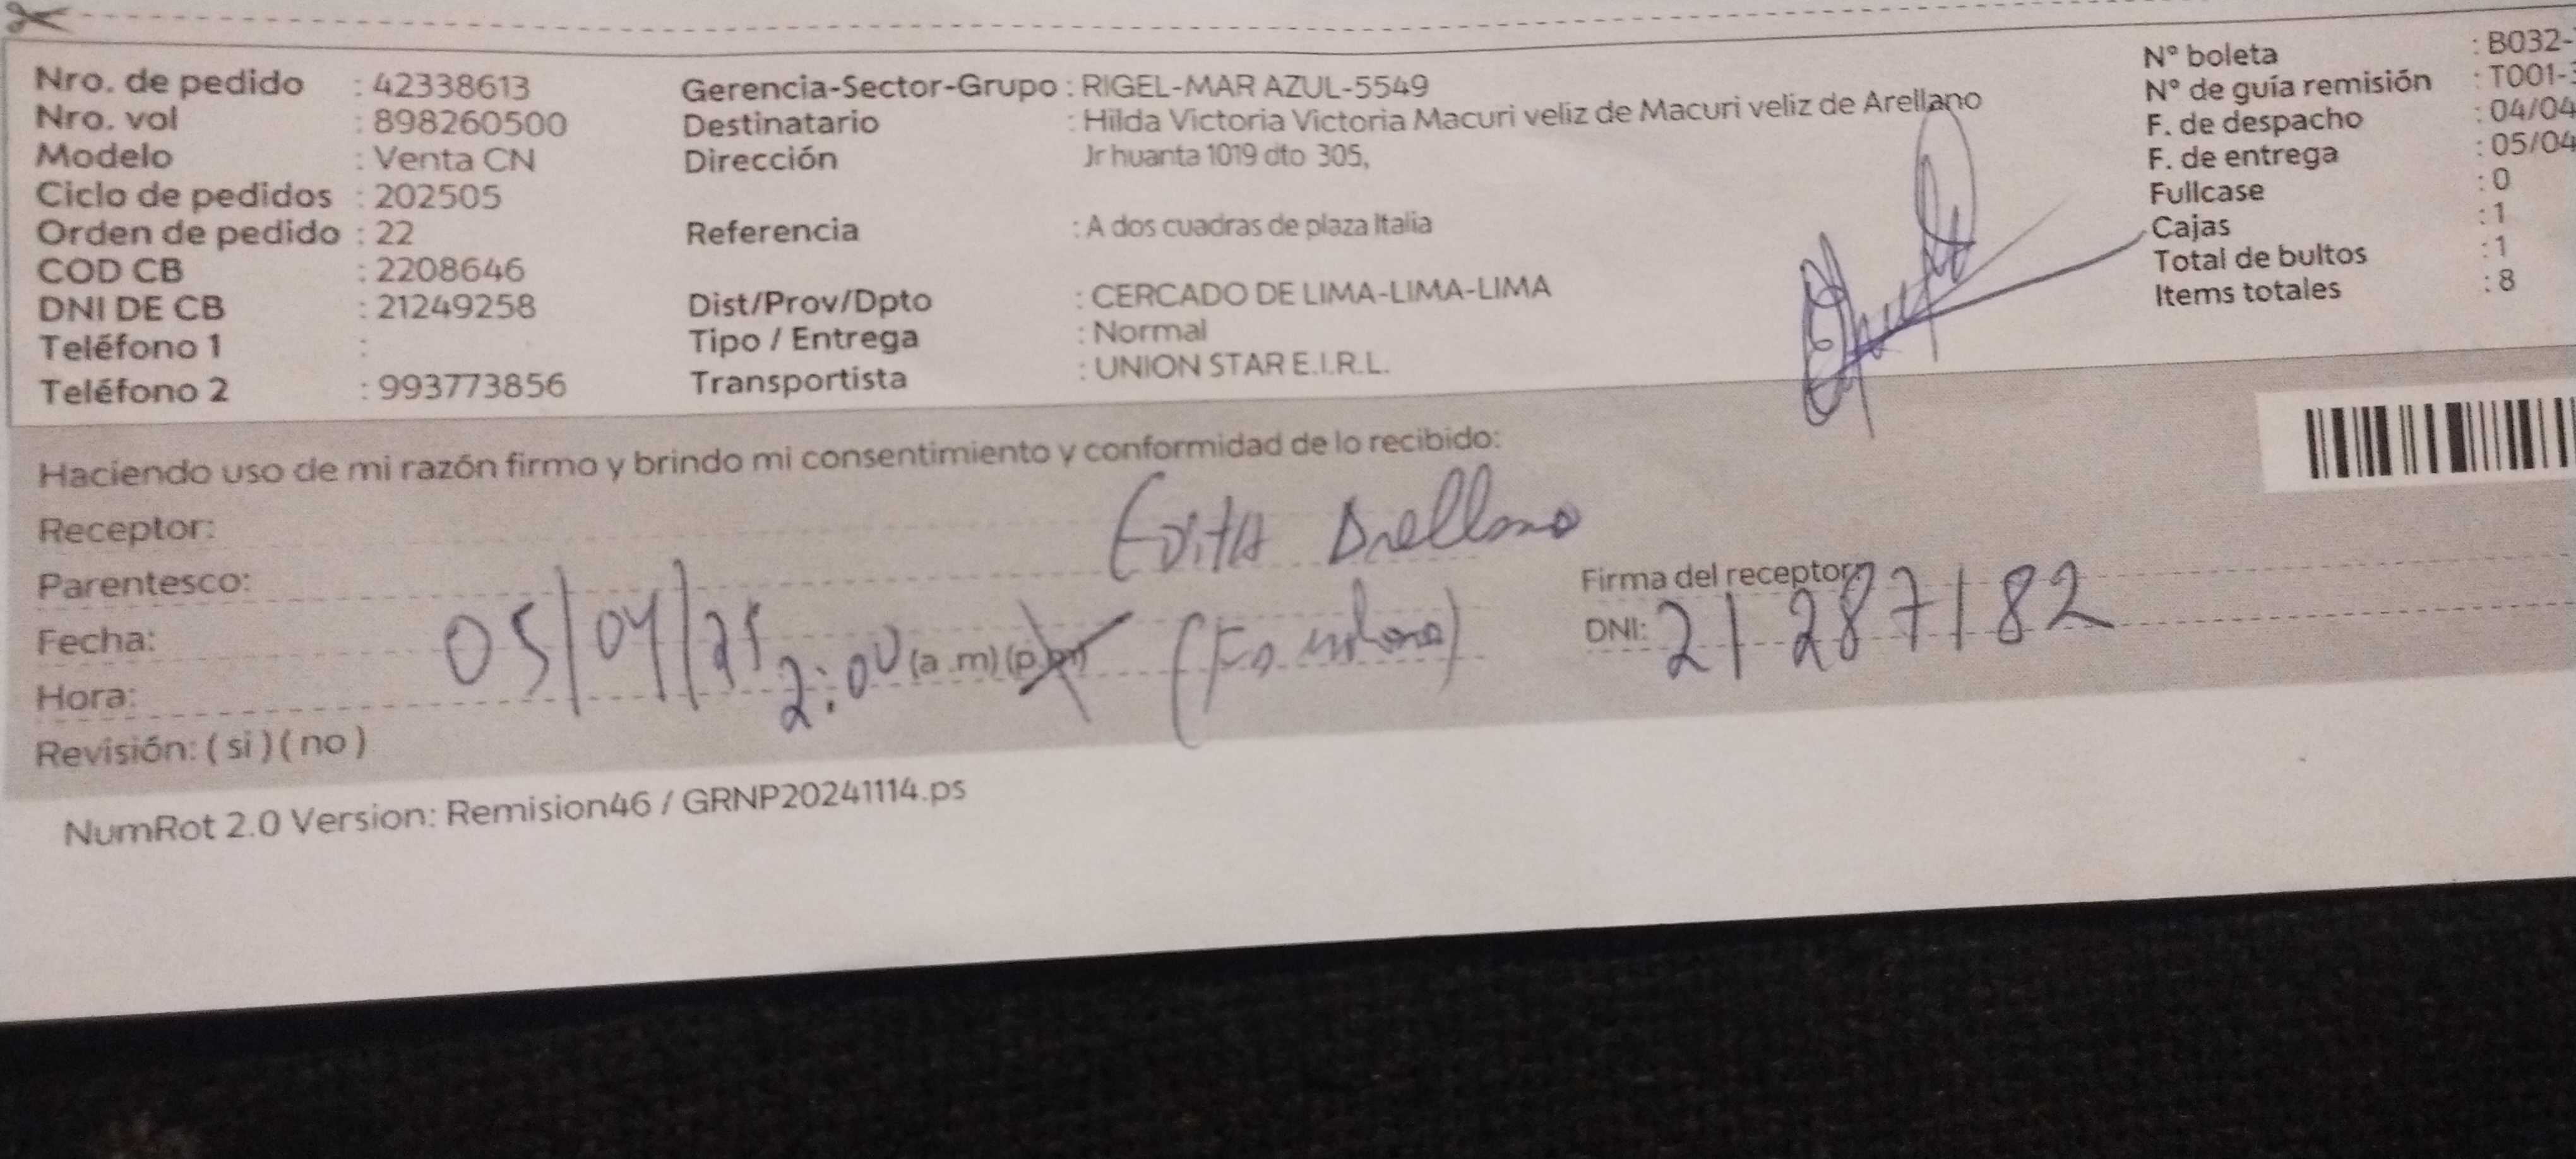 Nro. de pedido : 42338613
Nro. vol : 898260500
Modelo : Venta CN
Ciclo de pedidos : 202505
Orden de pedido : 22
COD CB : 2208646
DNI DE CB : 21249258
Teléfono 1 :
Teléfono 2 : 993773856
Gerencia-Sector-Grupo : RIGEL-MAR AZUL-5549
Destinatario : Hilda Victoria Victoria Macuri veliz de Macuri veliz de Arellano
Dirección Jr huanta 1019 dto 305,
Referencia : A dos cuadras de plaza Italia
Dist/Prov/Dpto : CERCADO DE LIMA-LIMA-LIMA
Tipo / Entrega : Normal
Transportista : UNION STAR E.I.R.L.
N° boleta : B032-
N° de guía remisión : T001-
F. de despacho : 04/04
F. de entrega : 05/04
Fullcase : 0
Cajas : 1
Total de bultos : 1
Items totales : 8
Haciendo uso de mi razón firmo y brindo mi consentimiento y conformidad de lo recibido:
Receptor: Edita Arellano
Parentesco:
Fecha: 05/04/25
Hora: 2:00 (a.m) (p.m)
Revisión: ( si ) ( no )
Firma del receptor
DNI: 21287182
NumRot 2.0 Version: Remision46 / GRNP20241114.ps